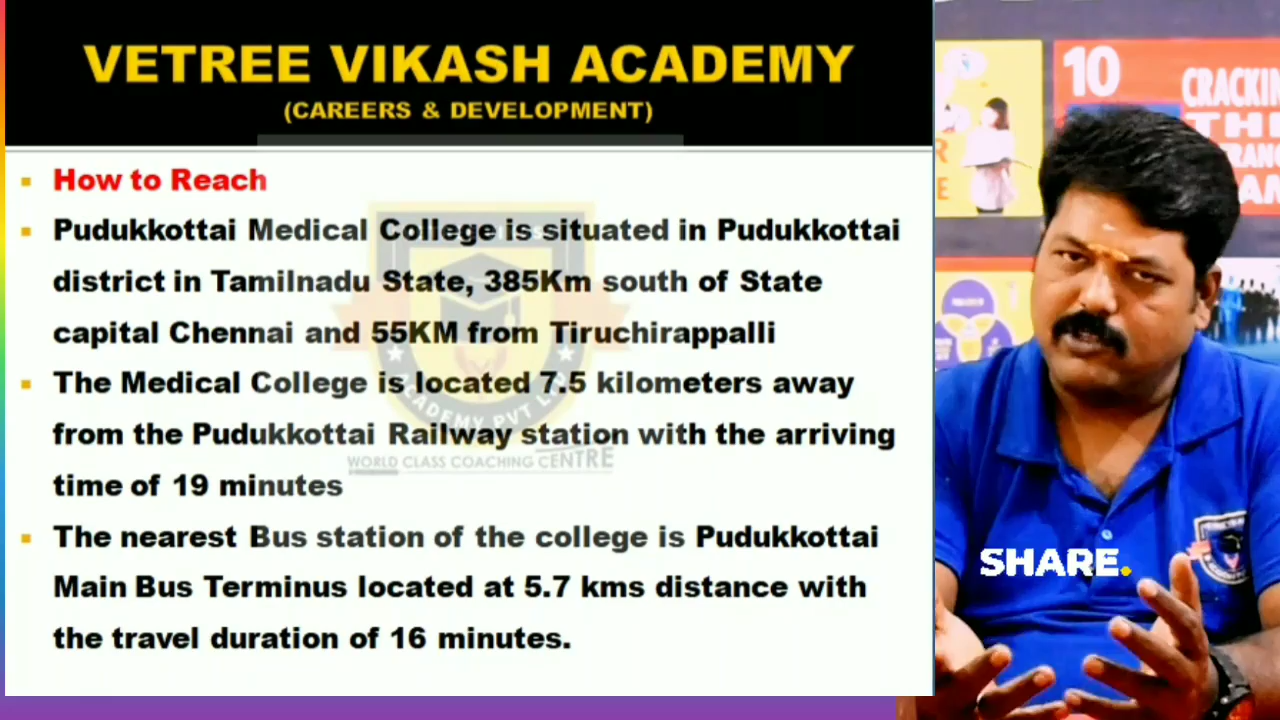 VETREE VIKASH ACADEMY
(CAREERS & DEVELOPMENT)
How to Reach
Pudukkottai Medical College is situated in Pudukkottai
district in Tamilnadu State, 385Km south of State
capital Chennai and 55KM from Tiruchirappalli
The Medical College is located 7.5 kilometers away
from the Pudukkottai Railway station with the arriving
time of 19 minutes
The nearest Bus station of the college is Pudukkottai
Main Bus Terminus located at 5.7 kms distance with
the travel duration of 16 minutes.
ACADEMY PVT
WORLD CLASS COACHING CENTRE
10
CRACKIN
TH
SHARE.